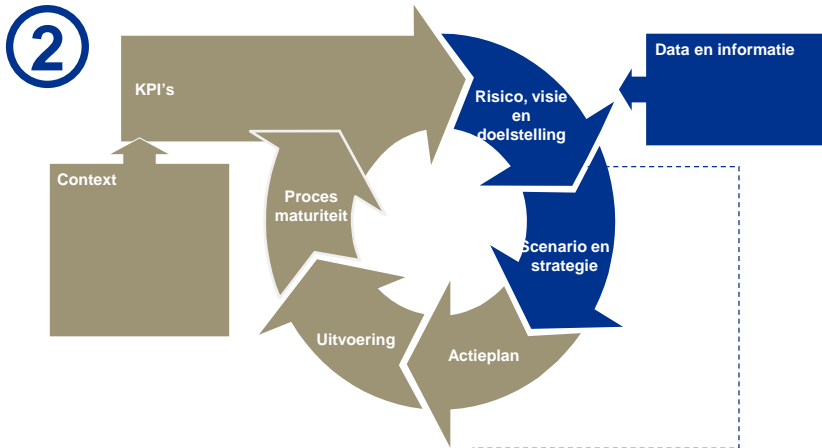 2
KPI's
Risico, visie
en
doelstelling
Data en informatie
Context
Proces
maturiteit
Scenario en
strategie
Uitvoering
Actieplan